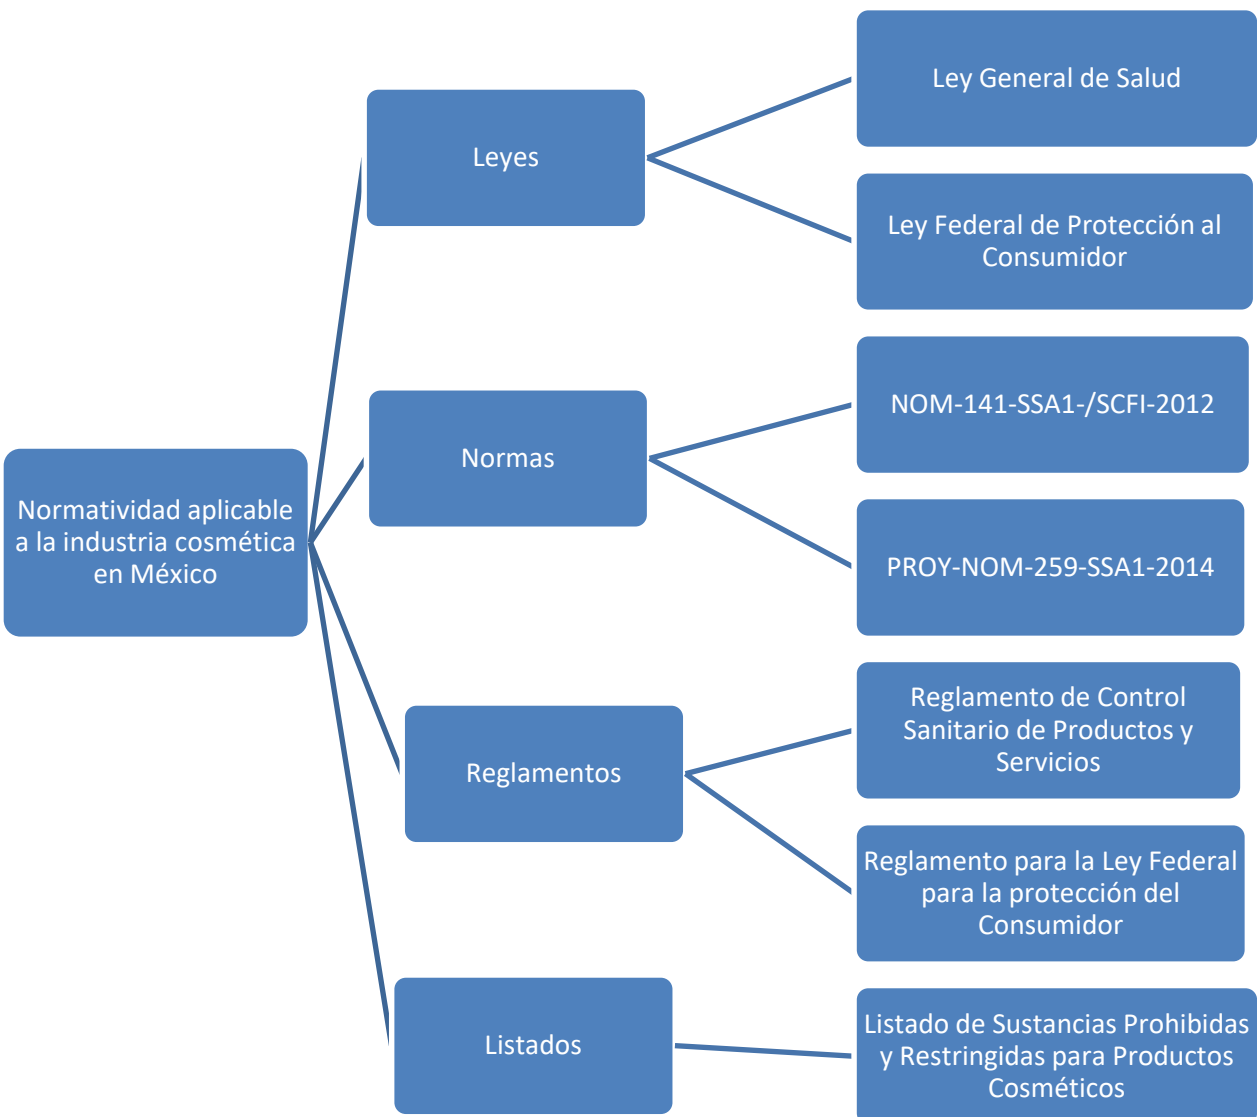 Normatividad aplicable
a la industria cosmética
en México
Leyes
Ley General de Salud
Ley Federal de Protección al
Consumidor
Normas
NOM-141-SSA1-/SCFI-2012
PROY-NOM-259-SSA1-2014
Reglamentos
Reglamento de Control
Sanitario de Productos y
Servicios
Reglamento para la Ley Federal
para la protección del
Consumidor
Listados
Listado de Sustancias Prohibidas
y Restringidas para Productos
Cosméticos